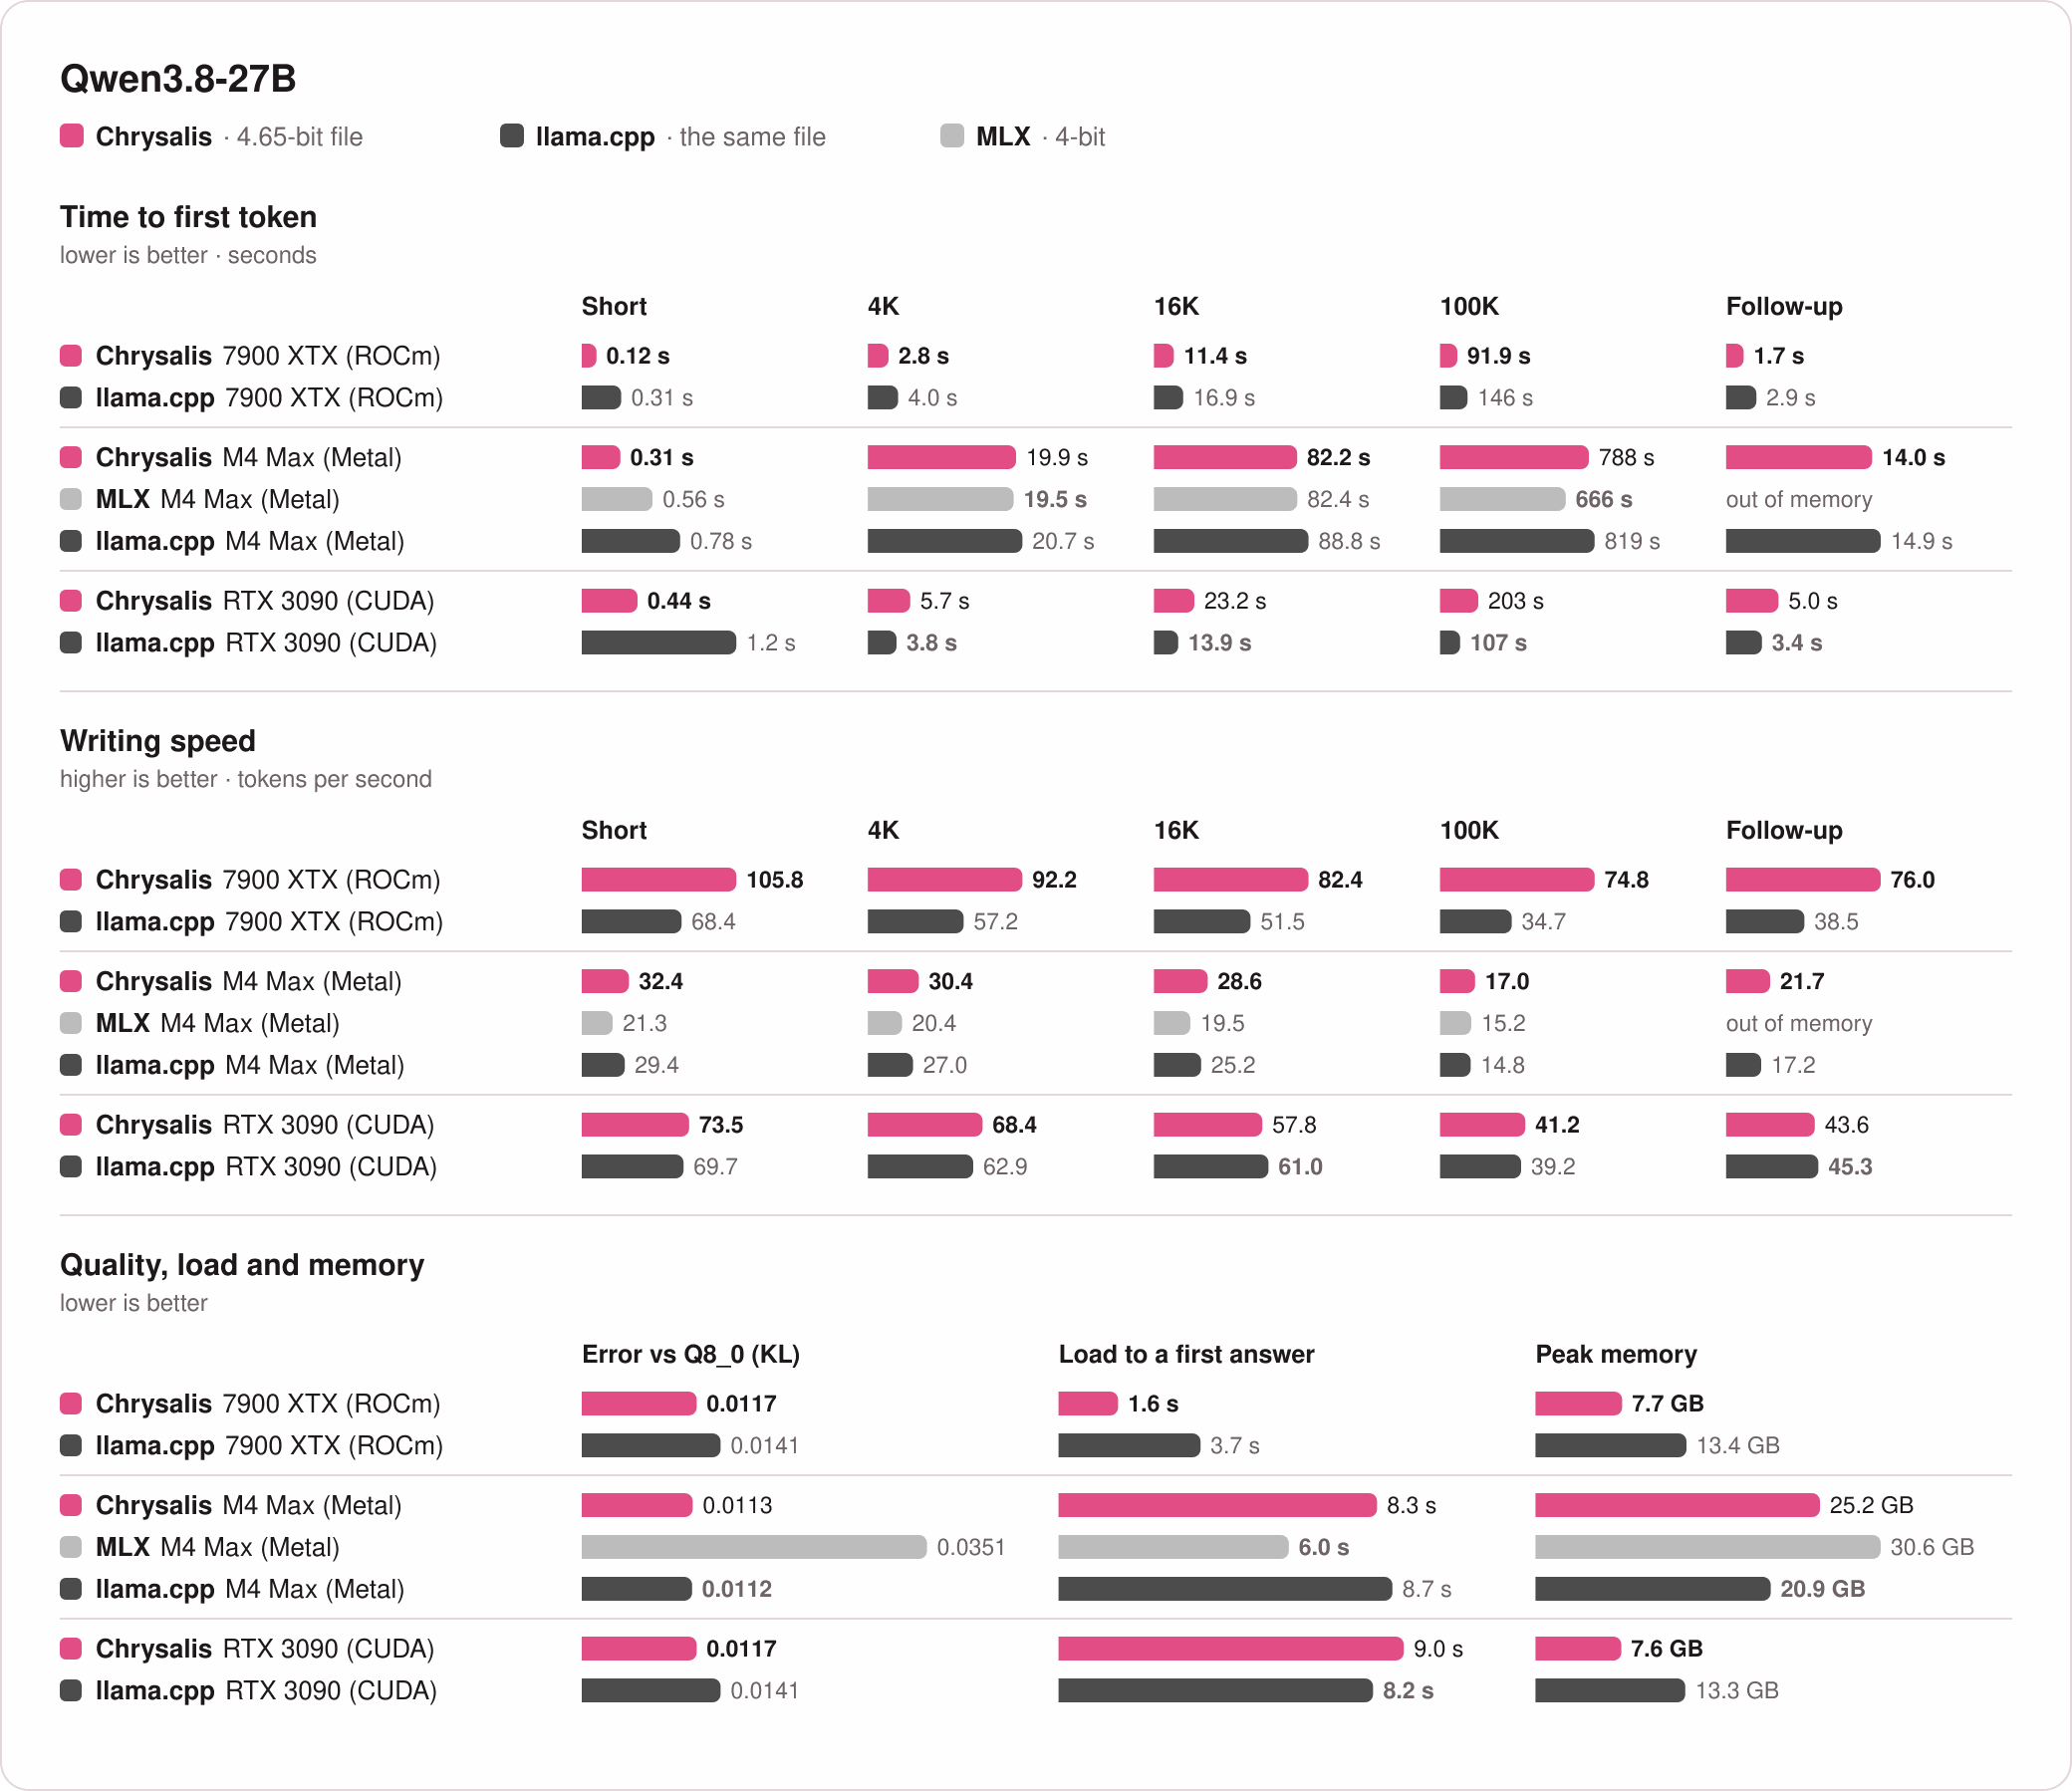 Qwen3.8-27B
Chrysalis · 4.65-bit file llama.cpp · the same file MLX · 4-bit
Time to first token
lower is better · seconds
Short 4K 16K 100K Follow-up
Chrysalis 7900 XTX (ROCm) 0.12 s 2.8 s 11.4 s 91.9 s 1.7 s
llama.cpp 7900 XTX (ROCm) 0.31 s 4.0 s 16.9 s 146 s 2.9 s
Chrysalis M4 Max (Metal) 0.31 s 19.9 s 82.2 s 788 s 14.0 s
MLX M4 Max (Metal) 0.56 s 19.5 s 82.4 s 666 s out of memory
llama.cpp M4 Max (Metal) 0.78 s 20.7 s 88.8 s 819 s 14.9 s
Chrysalis RTX 3090 (CUDA) 0.44 s 5.7 s 23.2 s 203 s 5.0 s
llama.cpp RTX 3090 (CUDA) 1.2 s 3.8 s 13.9 s 107 s 3.4 s
Writing speed
higher is better · tokens per second
Short 4K 16K 100K Follow-up
Chrysalis 7900 XTX (ROCm) 105.8 92.2 82.4 74.8 76.0
llama.cpp 7900 XTX (ROCm) 68.4 57.2 51.5 34.7 38.5
Chrysalis M4 Max (Metal) 32.4 30.4 28.6 17.0 21.7
MLX M4 Max (Metal) 21.3 20.4 19.5 15.2 out of memory
llama.cpp M4 Max (Metal) 29.4 27.0 25.2 14.8 17.2
Chrysalis RTX 3090 (CUDA) 73.5 68.4 57.8 41.2 43.6
llama.cpp RTX 3090 (CUDA) 69.7 62.9 61.0 39.2 45.3
Quality, load and memory
lower is better
Error vs Q8_0 (KL) Load to a first answer Peak memory
Chrysalis 7900 XTX (ROCm) 0.0117 1.6 s 7.7 GB
llama.cpp 7900 XTX (ROCm) 0.0141 3.7 s 13.4 GB
Chrysalis M4 Max (Metal) 0.0113 8.3 s 25.2 GB
MLX M4 Max (Metal) 0.0351 6.0 s 30.6 GB
llama.cpp M4 Max (Metal) 0.0112 8.7 s 20.9 GB
Chrysalis RTX 3090 (CUDA) 0.0117 9.0 s 7.6 GB
llama.cpp RTX 3090 (CUDA) 0.0141 8.2 s 13.3 GB